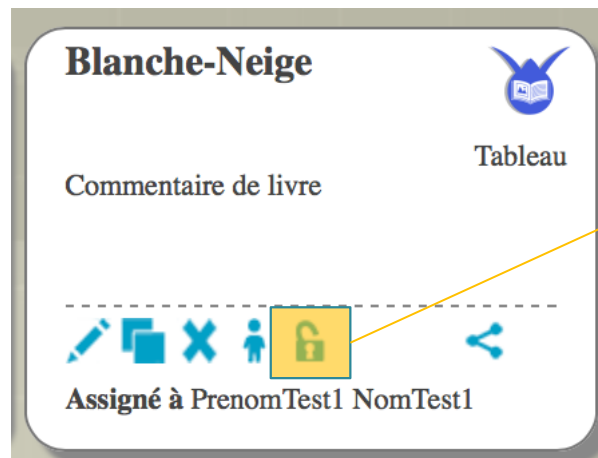 Blanche-Neige
Tableau
Commentaire de livre
Assigné à PrenomTest1 NomTest1